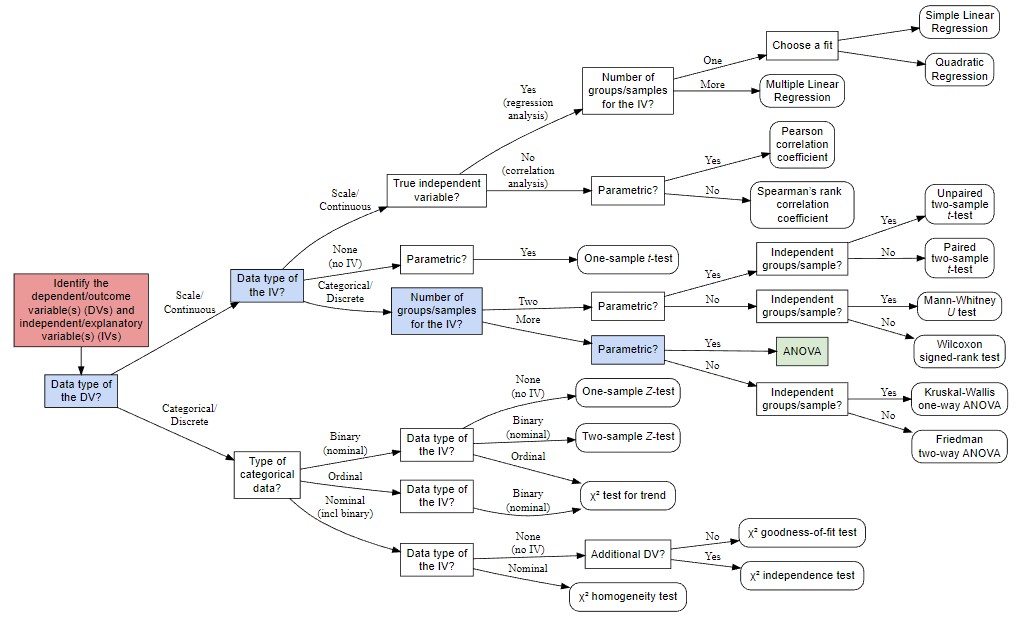 Identify the
dependent/outcome
variable(s) (DVs) and
independent/explanatory
variable(s) (IVs)
Data type of
the DV?
Scale/
Continuous
Data type of
the IV?
Scale/
Continuous
True independent
variable?
Yes
(regression
analysis)
Number of
groups/samples
for the IV?
One
Choose a fit
Simple Linear
Regression
Quadratic
Regression
More
Multiple Linear
Regression
No
(correlation
analysis)
Parametric?
Yes
Pearson
correlation
coefficient
No
Spearman's rank
correlation
coefficient
None
(no IV)
Parametric?
Yes
One-sample t-test
Categorical/
Discrete
Number of
groups/samples
for the IV?
Two
Parametric?
Yes
Independent
groups/sample?
Yes
Unpaired
two-sample
t-test
No
Paired
two-sample
t-test
No
Independent
groups/sample?
Yes
Mann-Whitney
U test
No
Wilcoxon
signed-rank test
More
Parametric?
Yes
ANOVA
No
Independent
groups/sample?
Yes
Kruskal-Wallis
one-way ANOVA
No
Friedman
two-way ANOVA
Categorical/
Discrete
Type of
categorical
data?
Binary
(nominal)
Data type of
the IV?
None
(no IV)
One-sample Z-test
Binary
(nominal)
Two-sample Z-test
Ordinal
χ² test for trend
Ordinal
Data type of
the IV?
Binary
(nominal)
Nominal
(incl binary)
Data type of
the IV?
None
(no IV)
Additional DV?
No
χ² goodness-of-fit test
Yes
χ² independence test
Nominal
χ² homogeneity test